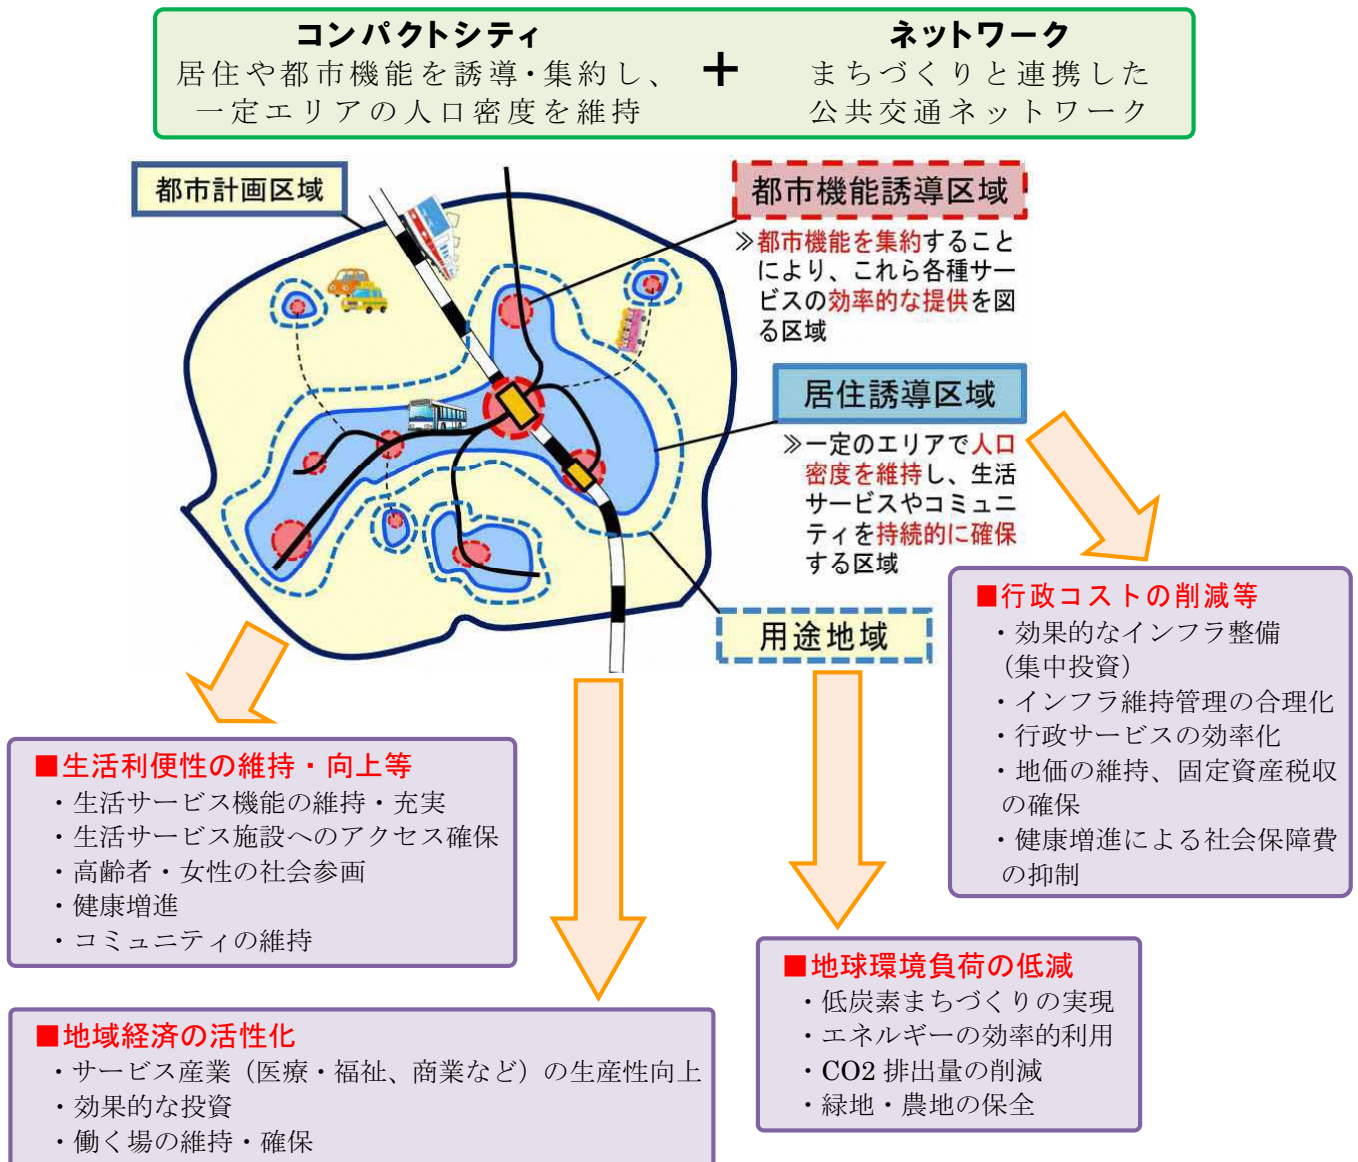 コンパクトシティ
居住や都市機能を誘導・集約し、
一定エリアの人口密度を維持
+
ネットワーク
まちづくりと連携した
公共交通ネットワーク
都市計画区域
都市機能誘導区域
≫都市機能を集約すること
により、これら各種サー
ビスの効率的な提供を図
る区域
居住誘導区域
≫一定のエリアで人口
密度を維持し、生活
サービスやコミュニ
ティを持続的に確保
する区域
用途地域
■行政コストの削減等
・効果的なインフラ整備
（集中投資）
・インフラ維持管理の合理化
・行政サービスの効率化
・地価の維持、固定資産税収
の確保
・健康増進による社会保障費
の抑制
■生活利便性の維持・向上等
・生活サービス機能の維持・充実
・生活サービス施設へのアクセス確保
・高齢者・女性の社会参画
・健康増進
・コミュニティの維持
■地球環境負荷の低減
・低炭素まちづくりの実現
・エネルギーの効率的利用
・CO2 排出量の削減
・緑地・農地の保全
■地域経済の活性化
・サービス産業（医療・福祉、商業など）の生産性向上
・効果的な投資
・働く場の維持・確保